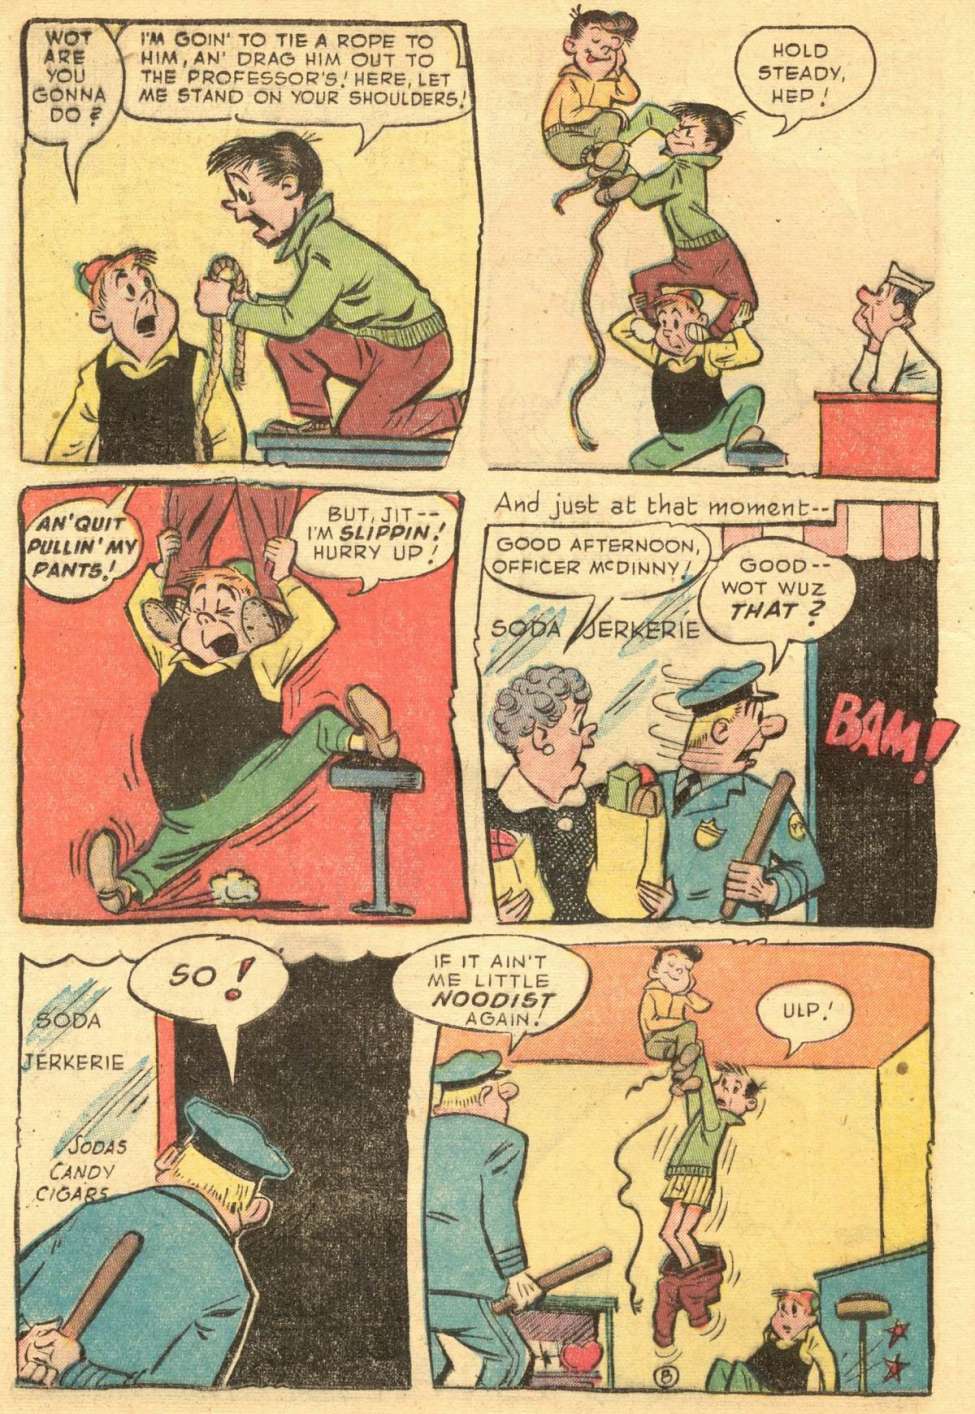 WOT
ARE
YOU
GONNA
DO?
I'M GOIN' TO TIE A ROPE TO
HIM, AN' DRAG HIM OUT TO
THE PROFESSOR'S! HERE, LET
ME STAND ON YOUR SHOULDERS!
HOLD
STEADY,
HEP!
AN' QUIT
PULLIN' MY
PANTS!
BUT, JIT--
I'M SLIPPIN!
HURRY UP!
And just at that moment--
GOOD AFTERNOON,
OFFICER McDINNY!
GOOD--
WOT WUZ
THAT?
SODA JERKERIE
BAM!
SO!
SODA
JERKERIE
SODAS
CANDY
CIGARS
IF IT AIN'T
ME LITTLE
NOODIST
AGAIN!
ULP!
8